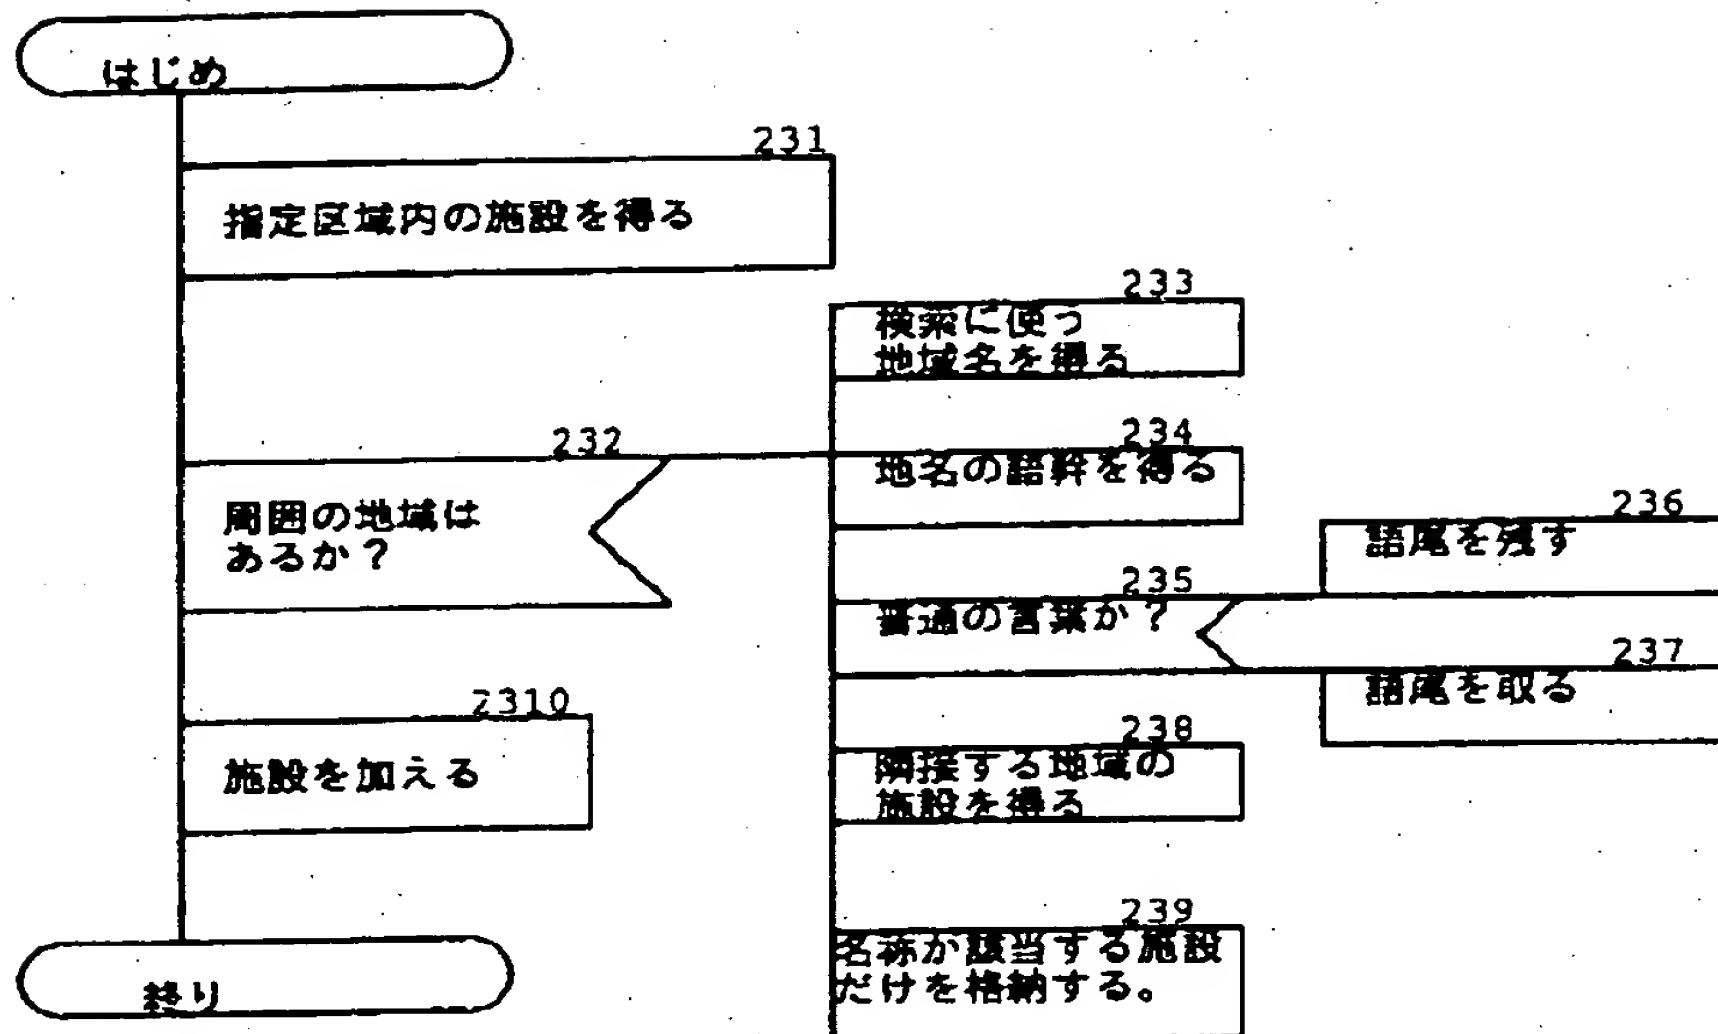 はじめ
231
指定区域内の施設を得る
233
検索に使う
地域名を得る
232
周囲の地域は
あるか？
234
地名の語幹を得る
235
普通の言葉か？
236
語尾を残す
237
語尾を取る
2310
施設を加える
238
隣接する地域の
施設を得る
239
名称が該当する施設
だけを格納する。
終り